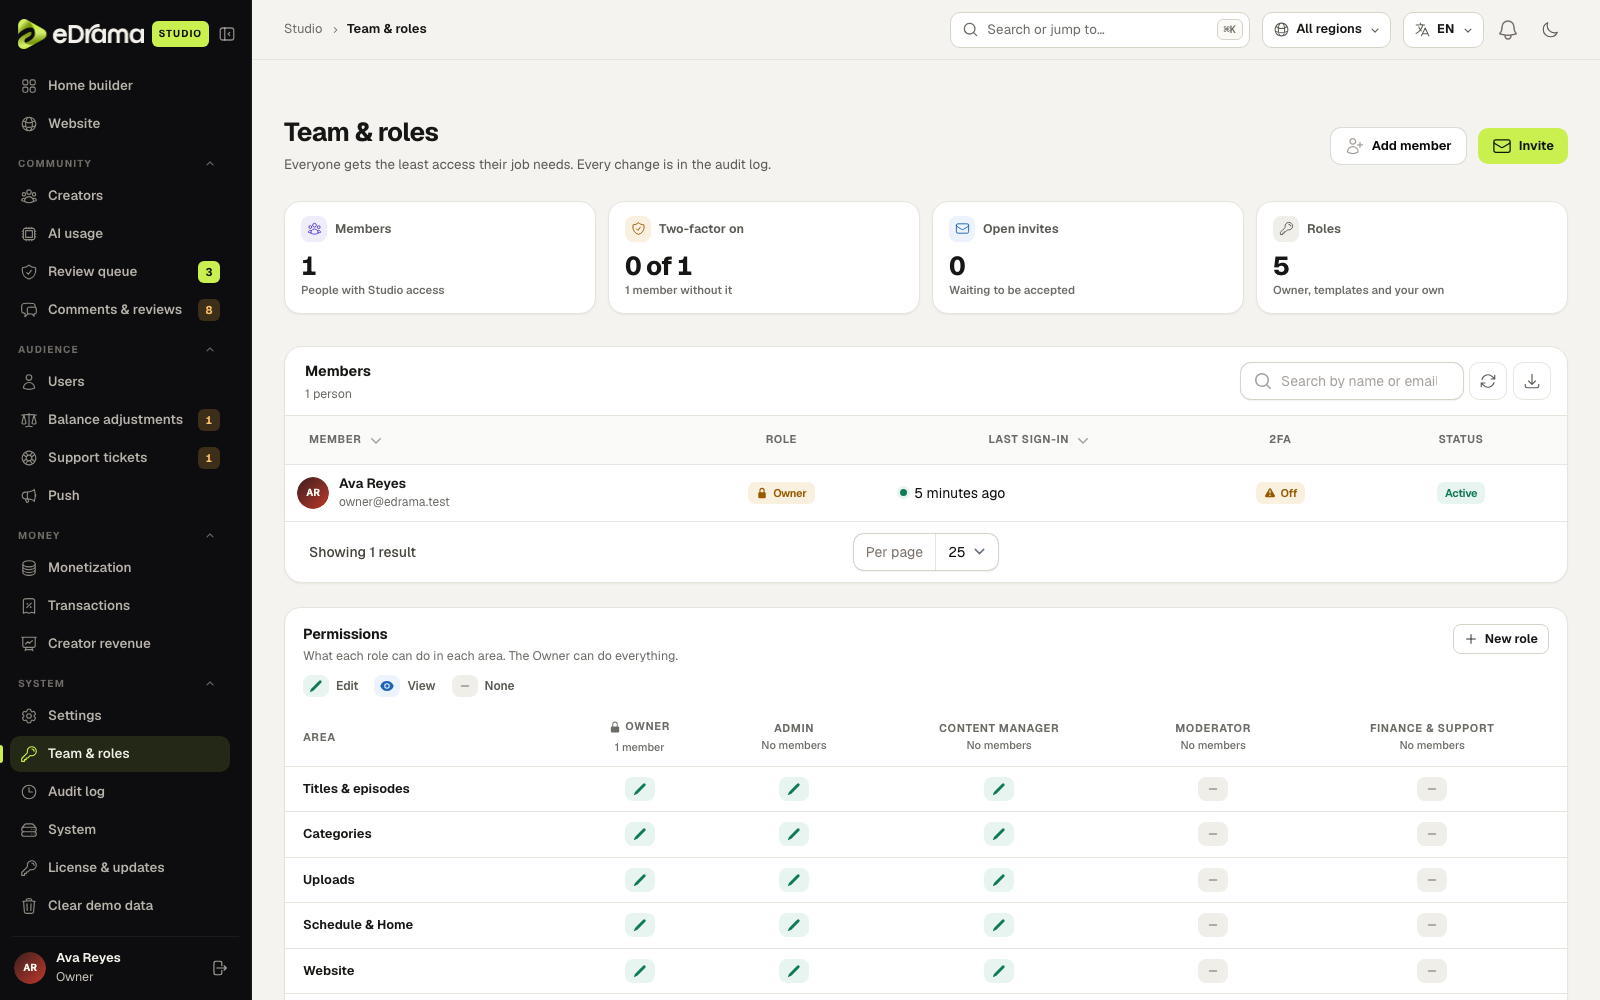 eDrama STUDIO
Home builder
Website
COMMUNITY
Creators
AI usage
Review queue 3
Comments & reviews 8
AUDIENCE
Users
Balance adjustments 1
Support tickets 1
Push
MONEY
Monetization
Transactions
Creator revenue
SYSTEM
Settings
Team & roles
Audit log
System
License & updates
Clear demo data
AR Ava Reyes
Owner
Studio › Team & roles
Search or jump to... ⌘K
All regions
EN
Team & roles
Everyone gets the least access their job needs. Every change is in the audit log.
Add member
Invite
Members
1
People with Studio access
Two-factor on
0 of 1
1 member without it
Open invites
0
Waiting to be accepted
Roles
5
Owner, templates and your own
Members
1 person
Search by name or email
MEMBER ROLE LAST SIGN-IN 2FA STATUS
AR Ava Reyes
owner@edrama.test
Owner 5 minutes ago Off Active
Showing 1 result
Per page 25
Permissions
What each role can do in each area. The Owner can do everything.
New role
Edit View None
AREA OWNER ADMIN CONTENT MANAGER MODERATOR FINANCE & SUPPORT
1 member No members No members No members No members
Titles & episodes
Categories
Uploads
Schedule & Home
Website